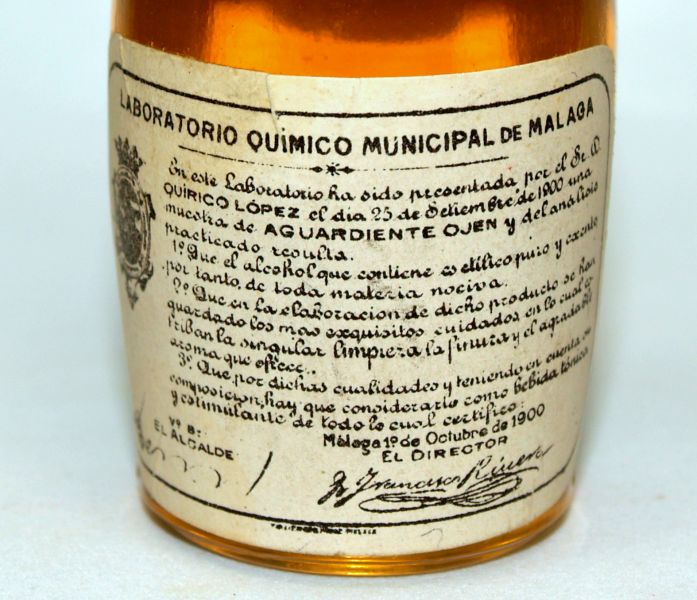 LABORATORIO QUÍMICO MUNICIPAL DE MALAGA
En este Laboratorio ha sido presentada por el Sr. D.
QUIRICO LÓPEZ el dia 25 de Setiembre de 1900 una
muestra de AGUARDIENTE OJEN y del análisis
practicado resulta.
1º Que el alcohol que contiene es etílico puro y exento
por tanto, de toda materia nociva.
2º Que en la elaboracion de dicho producto se han
guardado los mas exquisitos cuidados en lo cual es-
triban la singular limpieza la finura y el agradable
aroma que ofrece..
3º Que por dichas cualidades y teniendo en cuenta su
composicion, hay que considerarlo como bebida tónica
y estimulante de todo lo cual certifico:
Málaga 1º de Octubre de 1900
EL DIRECTOR
Vº Bº
EL ALCALDE
Francisco Rivera